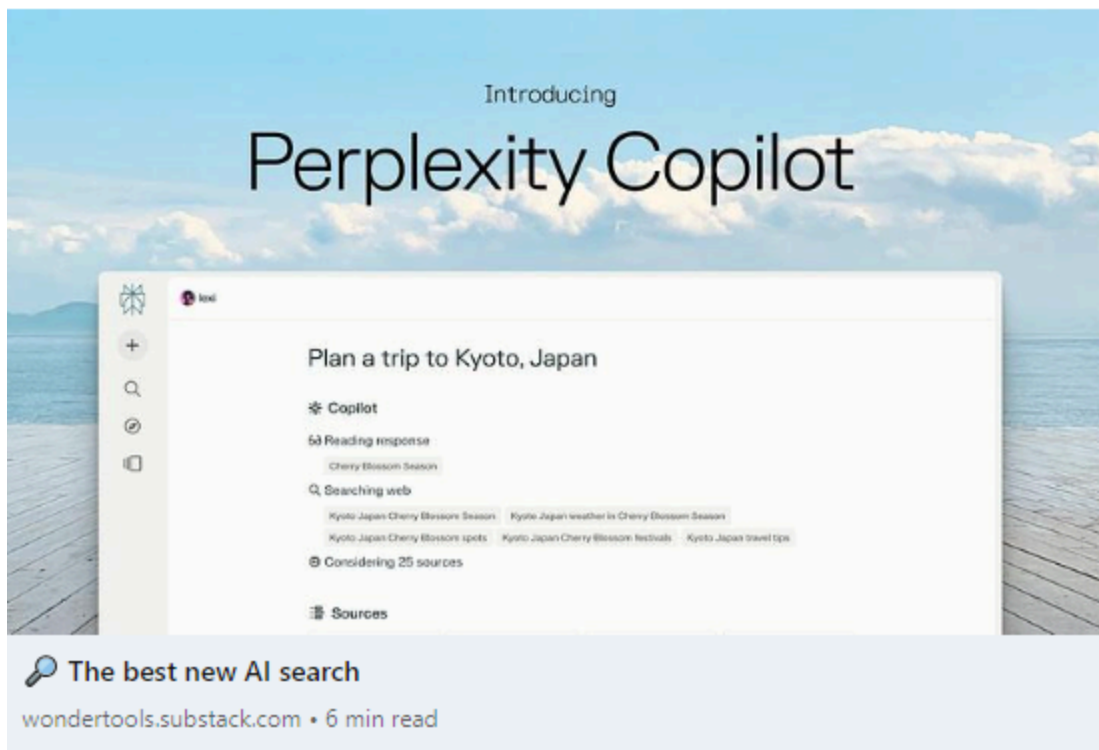 Introducing
Perplexity Copilot
lexi
Plan a trip to Kyoto, Japan
Copilot
Reading response
Cherry Blossom Season
Searching web
Kyoto Japan Cherry Blossom Season Kyoto Japan weather in Cherry Blossom Season
Kyoto Japan Cherry Blossom spots Kyoto Japan Cherry Blossom festivals Kyoto Japan travel tips
Considering 25 sources
Sources
The best new AI search
wondertools.substack.com • 6 min read